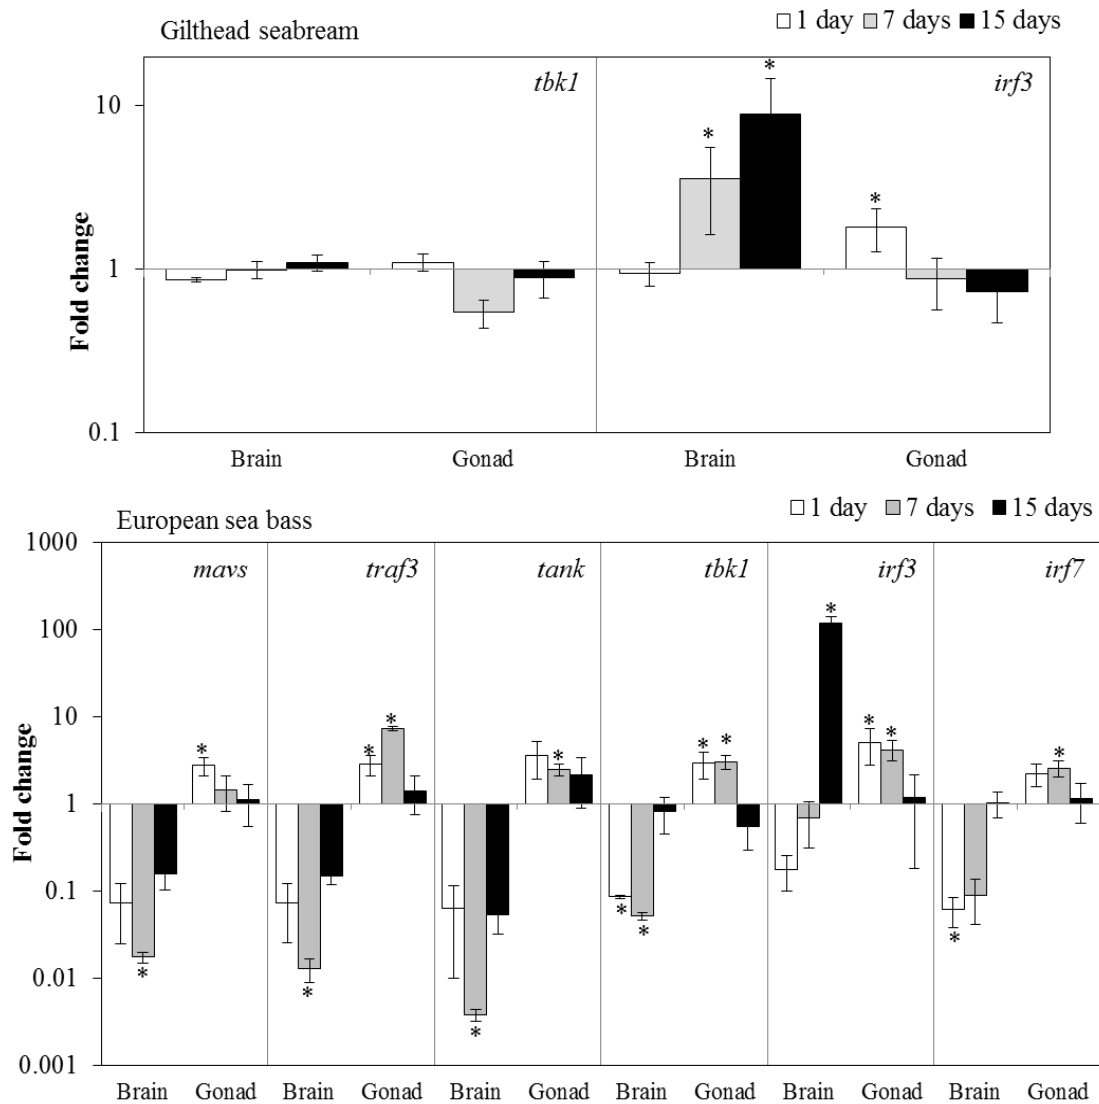 Gilthead seabream
1 day 7 days 15 days
tbk1 irf3
* * *
10
1
0.1
Fold change
Brain Gonad Brain Gonad
European sea bass
1 day 7 days 15 days
mavs traf3 tank tbk1 irf3 irf7
1000
100
10
1
0.1
0.01
0.001
Fold change
* * * * * * * * * *
* * * * * *
Brain Gonad Brain Gonad Brain Gonad Brain Gonad Brain Gonad Brain Gonad